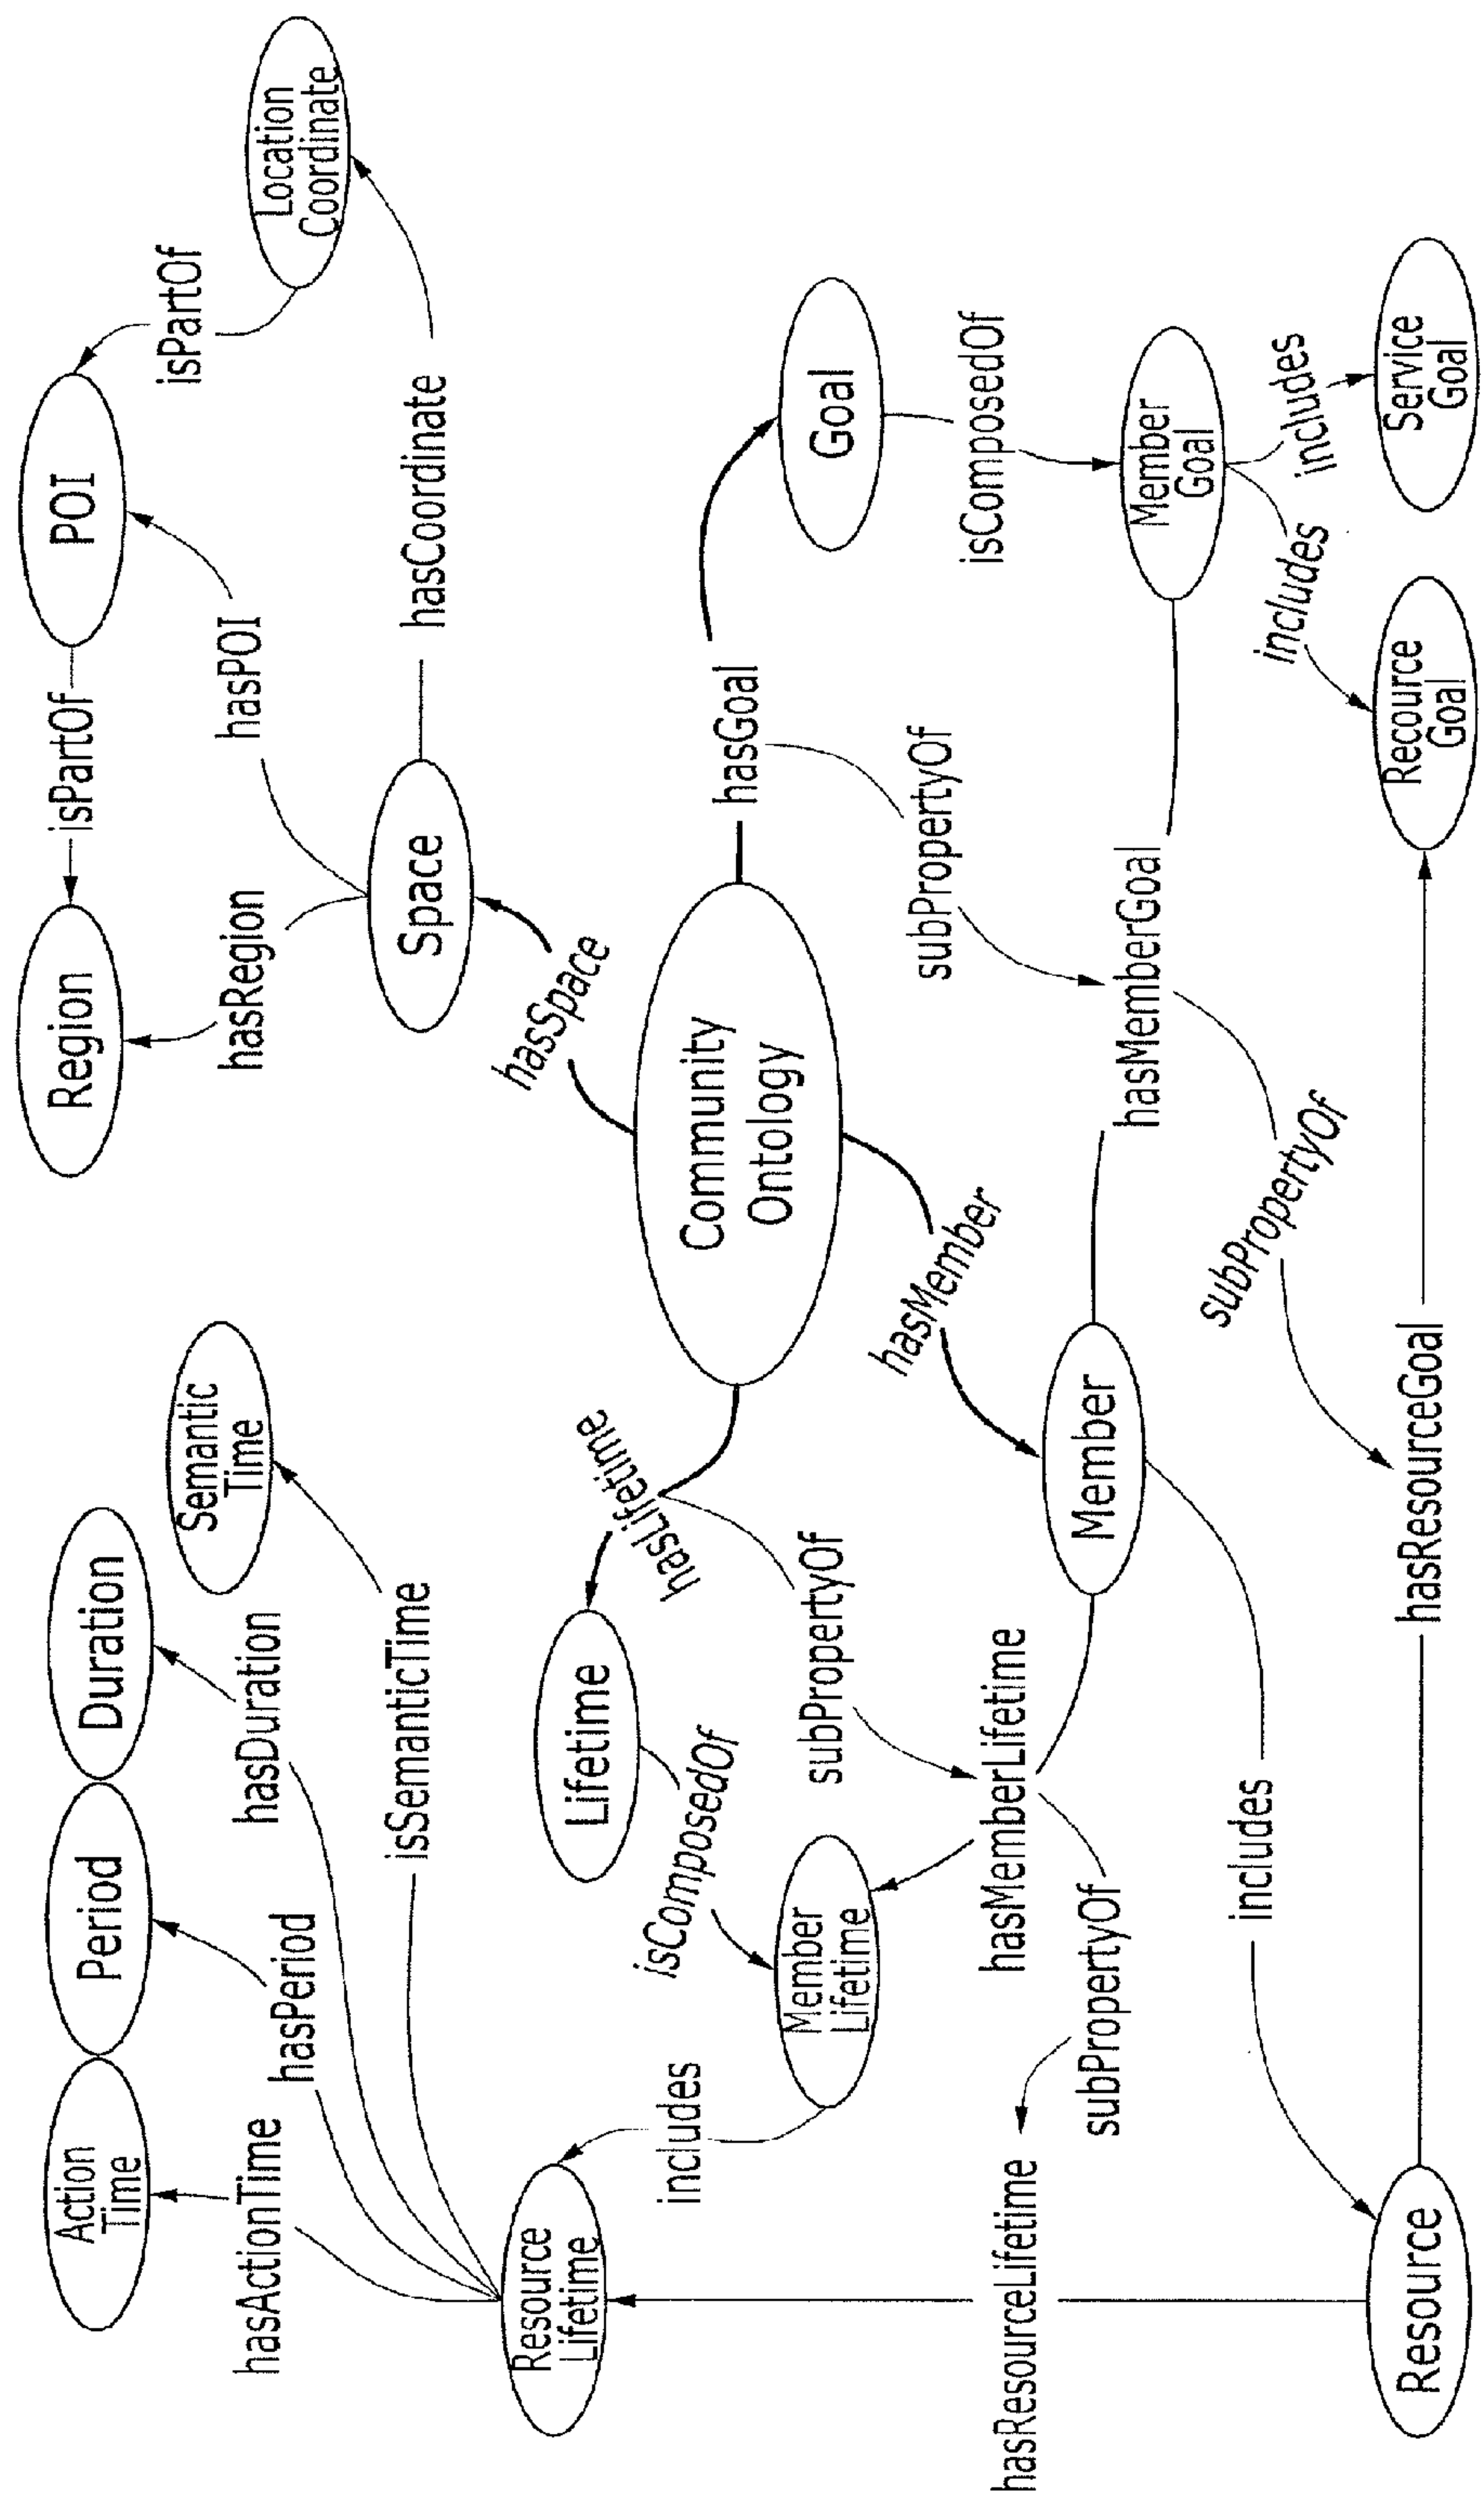 Action
Time
Period
Duration
Semantic
Time
Region
isPartOf
POI
isPartOf
Location
Coordinate
hasActionTime
hasPeriod
hasDuration
isSemanticTime
hasRegion
hasPOI
hasCoordinate
Space
hasSpace
Resource
Lifetime
includes
Lifetime
isComposedOf
Member
Lifetime
hasLifetime
subPropertyOf
Community
Ontology
hasGoal
Goal
isComposedOf
subPropertyOf
hasMember
hasResourceLifetime
subPropertyOf
hasMemberLifetime
Member
hasMemberGoal
Member
Goal
includes
includes
includes
subPropertyOf
Resource
hasResourceGoal
Recource
Goal
Service
Goal